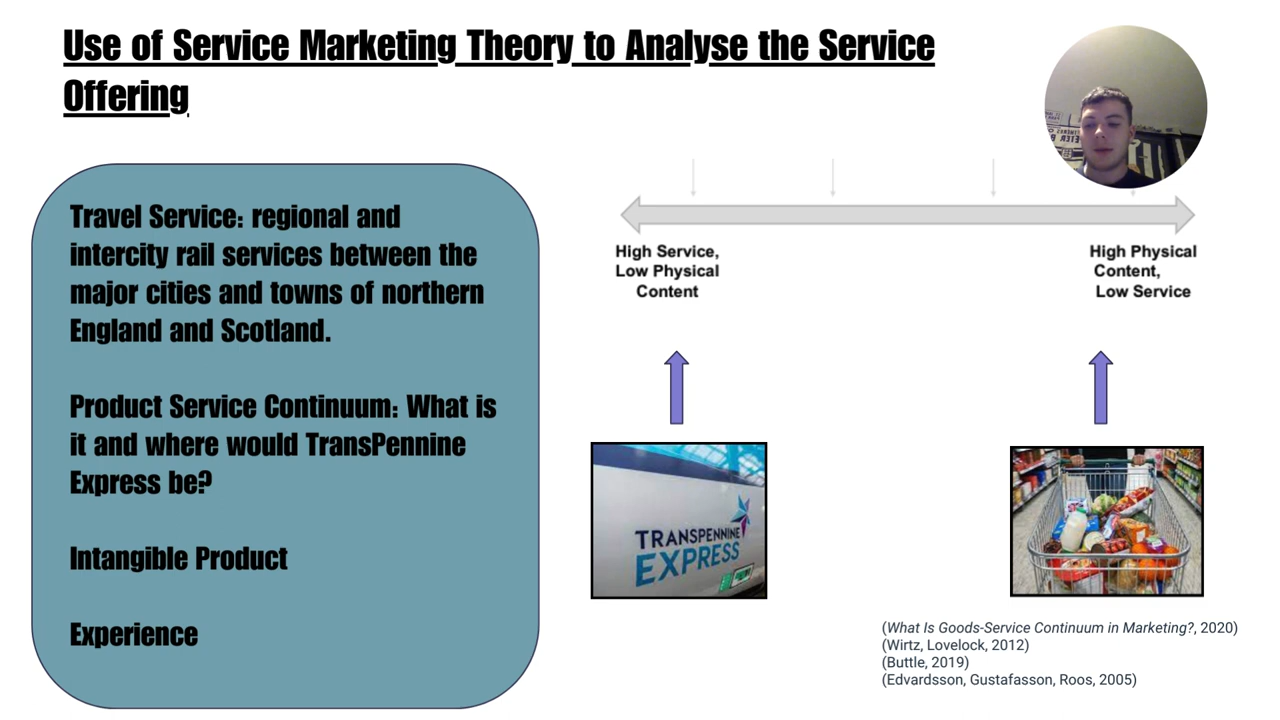 Use of Service Marketing Theory to Analyse the Service
Offering
Travel Service: regional and
intercity rail services between the
major cities and towns of northern
England and Scotland.
Product Service Continuum: What is
it and where would TransPennine
Express be?
Intangible Product
Experience
High Service,
Low Physical
Content
High Physical
Content,
Low Service
TRANSPENNINE
EXPRESS
(What Is Goods-Service Continuum in Marketing?, 2020)
(Wirtz, Lovelock, 2012)
(Buttle, 2019)
(Edvardsson, Gustafasson, Roos, 2005)